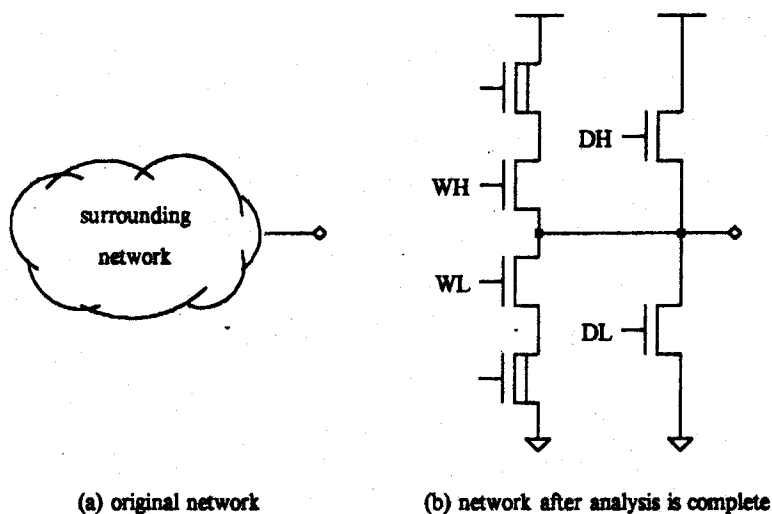 surrounding
network
DH
WH
WL
DL
(a) original network
(b) network after analysis is complete